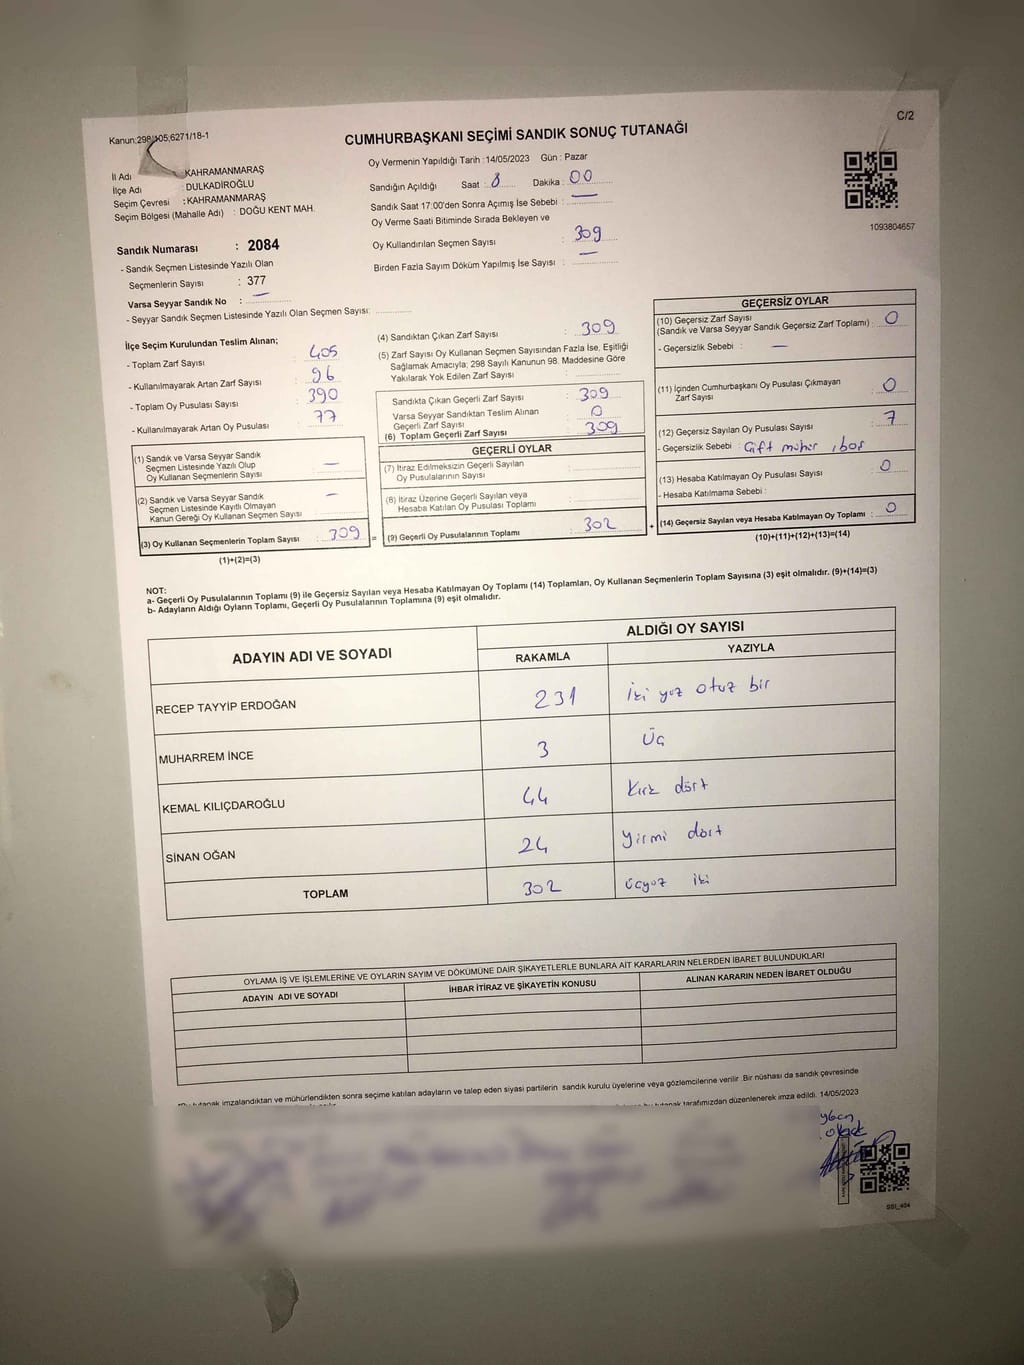 Kanun:298/105;6271/18-1
C/2
CUMHURBAŞKANI SEÇİMİ SANDIK SONUÇ TUTANAĞI
1093804657
İl Adı : KAHRAMANMARAŞ
İlçe Adı : DULKADİROĞLU
Seçim Çevresi : KAHRAMANMARAŞ
Seçim Bölgesi (Mahalle Adı) : DOĞU KENT MAH.
Sandık Numarası : 2084
- Sandık Seçmen Listesinde Yazılı Olan
Seçmenlerin Sayısı : 377
Varsa Seyyar Sandık No : —
- Seyyar Sandık Seçmen Listesinde Yazılı Olan Seçmen Sayısı:
Oy Vermenin Yapıldığı Tarih : 14/05/2023 Gün : Pazar
Sandığın Açıldığı Saat : 8 Dakika : 00
Sandık Saat 17:00'den Sonra Açımış İse Sebebi : —
Oy Verme Saati Bitiminde Sırada Bekleyen ve
Oy Kullandırılan Seçmen Sayısı : 309
Birden Fazla Sayım Döküm Yapılmış İse Sayısı : —
İlçe Seçim Kurulundan Teslim Alınan;
- Toplam Zarf Sayısı : 405
- Kullanılmayarak Artan Zarf Sayısı : 96
- Toplam Oy Pusulası Sayısı : 390
- Kullanılmayarak Artan Oy Pusulası : 77
(1) Sandık ve Varsa Seyyar Sandık
Seçmen Listesinde Yazılı Olup
Oy Kullanan Seçmenlerin Sayısı : —
(2) Sandık ve Varsa Seyyar Sandık
Seçmen Listesinde Kayıtlı Olmayan
Kanun Gereği Oy Kullanan Seçmen Sayısı : —
(3) Oy Kullanan Seçmenlerin Toplam Sayısı : 309 =
(1)+(2)=(3)
(4) Sandıktan Çıkan Zarf Sayısı : 309
(5) Zarf Sayısı Oy Kullanan Seçmen Sayısından Fazla İse, Eşitliği
Sağlamak Amacıyla; 298 Sayılı Kanunun 98. Maddesine Göre
Yakılarak Yok Edilen Zarf Sayısı :
Sandıkta Çıkan Geçerli Zarf Sayısı : 309
Varsa Seyyar Sandıktan Teslim Alınan
Geçerli Zarf Sayısı : 0
(6) Toplam Geçerli Zarf Sayısı : 309
GEÇERLİ OYLAR
(7) İtiraz Edilmeksizin Geçerli Sayılan
Oy Pusulalarının Sayısı :
(8) İtiraz Üzerine Geçerli Sayılan veya
Hesaba Katılan Oy Pusulası Toplamı :
(9) Geçerli Oy Pusulalarının Toplamı : 302 +
GEÇERSİZ OYLAR
(10) Geçersiz Zarf Sayısı
(Sandık ve Varsa Seyyar Sandık Geçersiz Zarf Toplamı) : 0
- Geçersizlik Sebebi : —
(11) İçinden Cumhurbaşkanı Oy Pusulası Çıkmayan
Zarf Sayısı : 0
(12) Geçersiz Sayılan Oy Pusulası Sayısı : 7
- Geçersizlik Sebebi : Çift mühür, boş
(13) Hesaba Katılmayan Oy Pusulası Sayısı : 0
- Hesaba Katılmama Sebebi :
(14) Geçersiz Sayılan veya Hesaba Katılmayan Oy Toplamı : 0
(10)+(11)+(12)+(13)=(14)
NOT:
a- Geçerli Oy Pusulalarının Toplamı (9) ile Geçersiz Sayılan veya Hesaba Katılmayan Oy Toplamı (14) Toplamları, Oy Kullanan Seçmenlerin Toplam Sayısına (3) eşit olmalıdır. (9)+(14)=(3)
b- Adayların Aldığı Oyların Toplamı, Geçerli Oy Pusulalarının Toplamına (9) eşit olmalıdır.
ADAYIN ADI VE SOYADI ALDIĞI OY SAYISI
RAKAMLA YAZIYLA
RECEP TAYYİP ERDOĞAN 231 iki yüz otuz bir
MUHARREM İNCE 3 üç
KEMAL KILIÇDAROĞLU 44 kırk dört
SİNAN OĞAN 24 yirmi dört
TOPLAM 302 üçyüz iki
OYLAMA İŞ VE İŞLEMLERİNE VE OYLARIN SAYIM VE DÖKÜMÜNE DAİR ŞİKAYETLERLE BUNLARA AİT KARARLARIN NELERDEN İBARET BULUNDUKLARI
ADAYIN ADI VE SOYADI İHBAR İTİRAZ VE ŞİKAYETİN KONUSU ALINAN KARARIN NEDEN İBARET OLDUĞU
tutanak imzalandıktan ve mühürlendikten sonra seçime katılan adayların ve talep eden siyasi partilerin sandık kurulu üyelerine veya gözlemcilerine verilir. Bir nüshası da sandık çevresinde
tutanak tarafımızdan düzenlenerek imza edildi. 14/05/2023
SSI_404